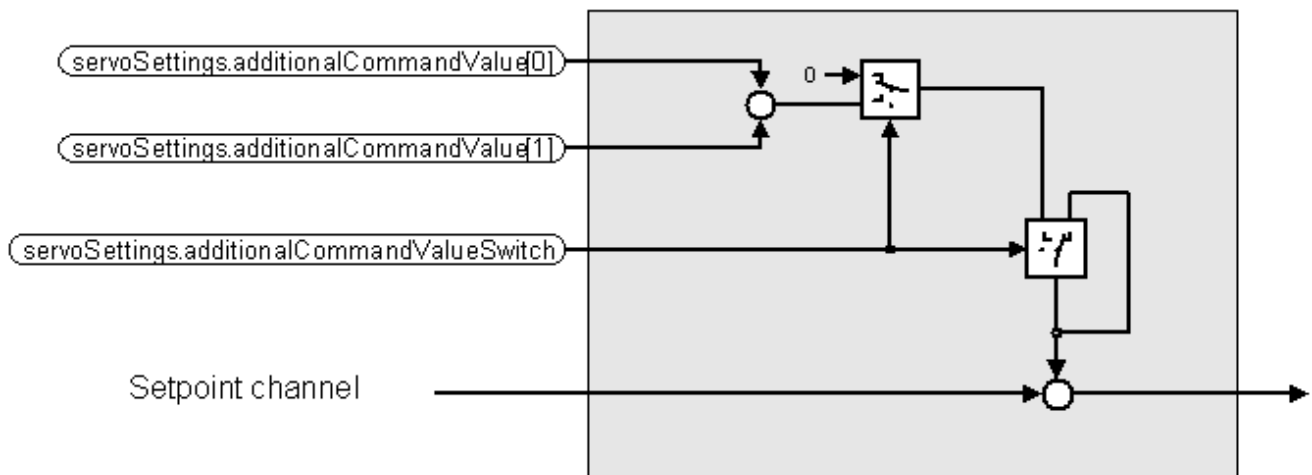 servoSettings.additionalCommandValue[0]
0
servoSettings.additionalCommandValue[1]
servoSettings.additionalCommandValueSwitch
Setpoint channel